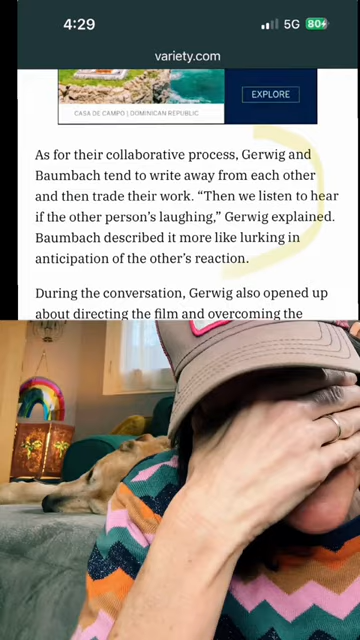 4:29
5G 80
variety.com
EXPLORE
CASA DE CAMPO | DOMINICAN REPUBLIC
As for their collaborative process, Gerwig and
Baumbach tend to write away from each other
and then trade their work. “Then we listen to hear
if the other person’s laughing,” Gerwig explained.
Baumbach described it more like lurking in
anticipation of the other’s reaction.
During the conversation, Gerwig also opened up
about directing the film and overcoming the